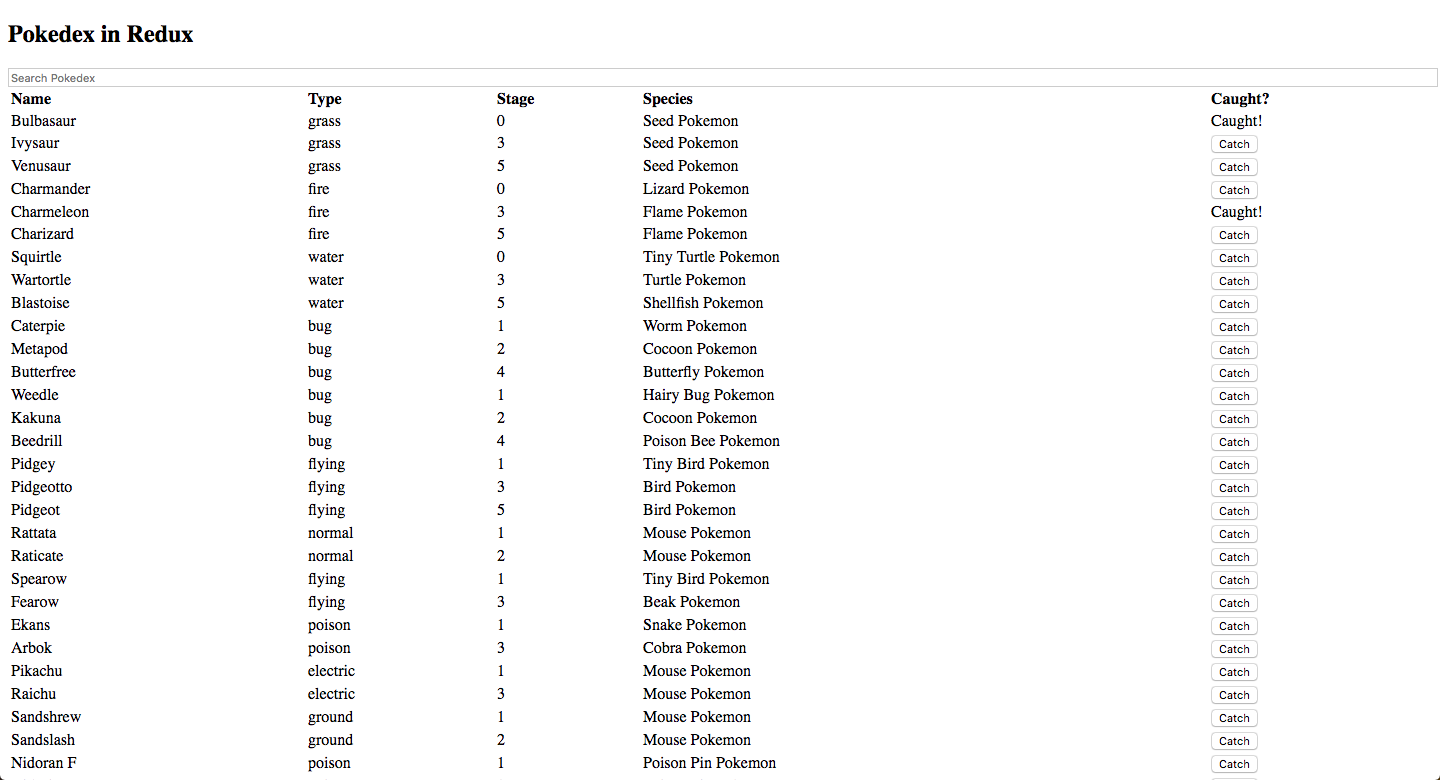 Pokedex in Redux
Search Pokedex
Name Type Stage Species Caught?
Bulbasaur grass 0 Seed Pokemon Caught!
Ivysaur grass 3 Seed Pokemon Catch
Venusaur grass 5 Seed Pokemon Catch
Charmander fire 0 Lizard Pokemon Catch
Charmeleon fire 3 Flame Pokemon Caught!
Charizard fire 5 Flame Pokemon Catch
Squirtle water 0 Tiny Turtle Pokemon Catch
Wartortle water 3 Turtle Pokemon Catch
Blastoise water 5 Shellfish Pokemon Catch
Caterpie bug 1 Worm Pokemon Catch
Metapod bug 2 Cocoon Pokemon Catch
Butterfree bug 4 Butterfly Pokemon Catch
Weedle bug 1 Hairy Bug Pokemon Catch
Kakuna bug 2 Cocoon Pokemon Catch
Beedrill bug 4 Poison Bee Pokemon Catch
Pidgey flying 1 Tiny Bird Pokemon Catch
Pidgeotto flying 3 Bird Pokemon Catch
Pidgeot flying 5 Bird Pokemon Catch
Rattata normal 1 Mouse Pokemon Catch
Raticate normal 2 Mouse Pokemon Catch
Spearow flying 1 Tiny Bird Pokemon Catch
Fearow flying 3 Beak Pokemon Catch
Ekans poison 1 Snake Pokemon Catch
Arbok poison 3 Cobra Pokemon Catch
Pikachu electric 1 Mouse Pokemon Catch
Raichu electric 3 Mouse Pokemon Catch
Sandshrew ground 1 Mouse Pokemon Catch
Sandslash ground 2 Mouse Pokemon Catch
Nidoran F poison 1 Poison Pin Pokemon Catch